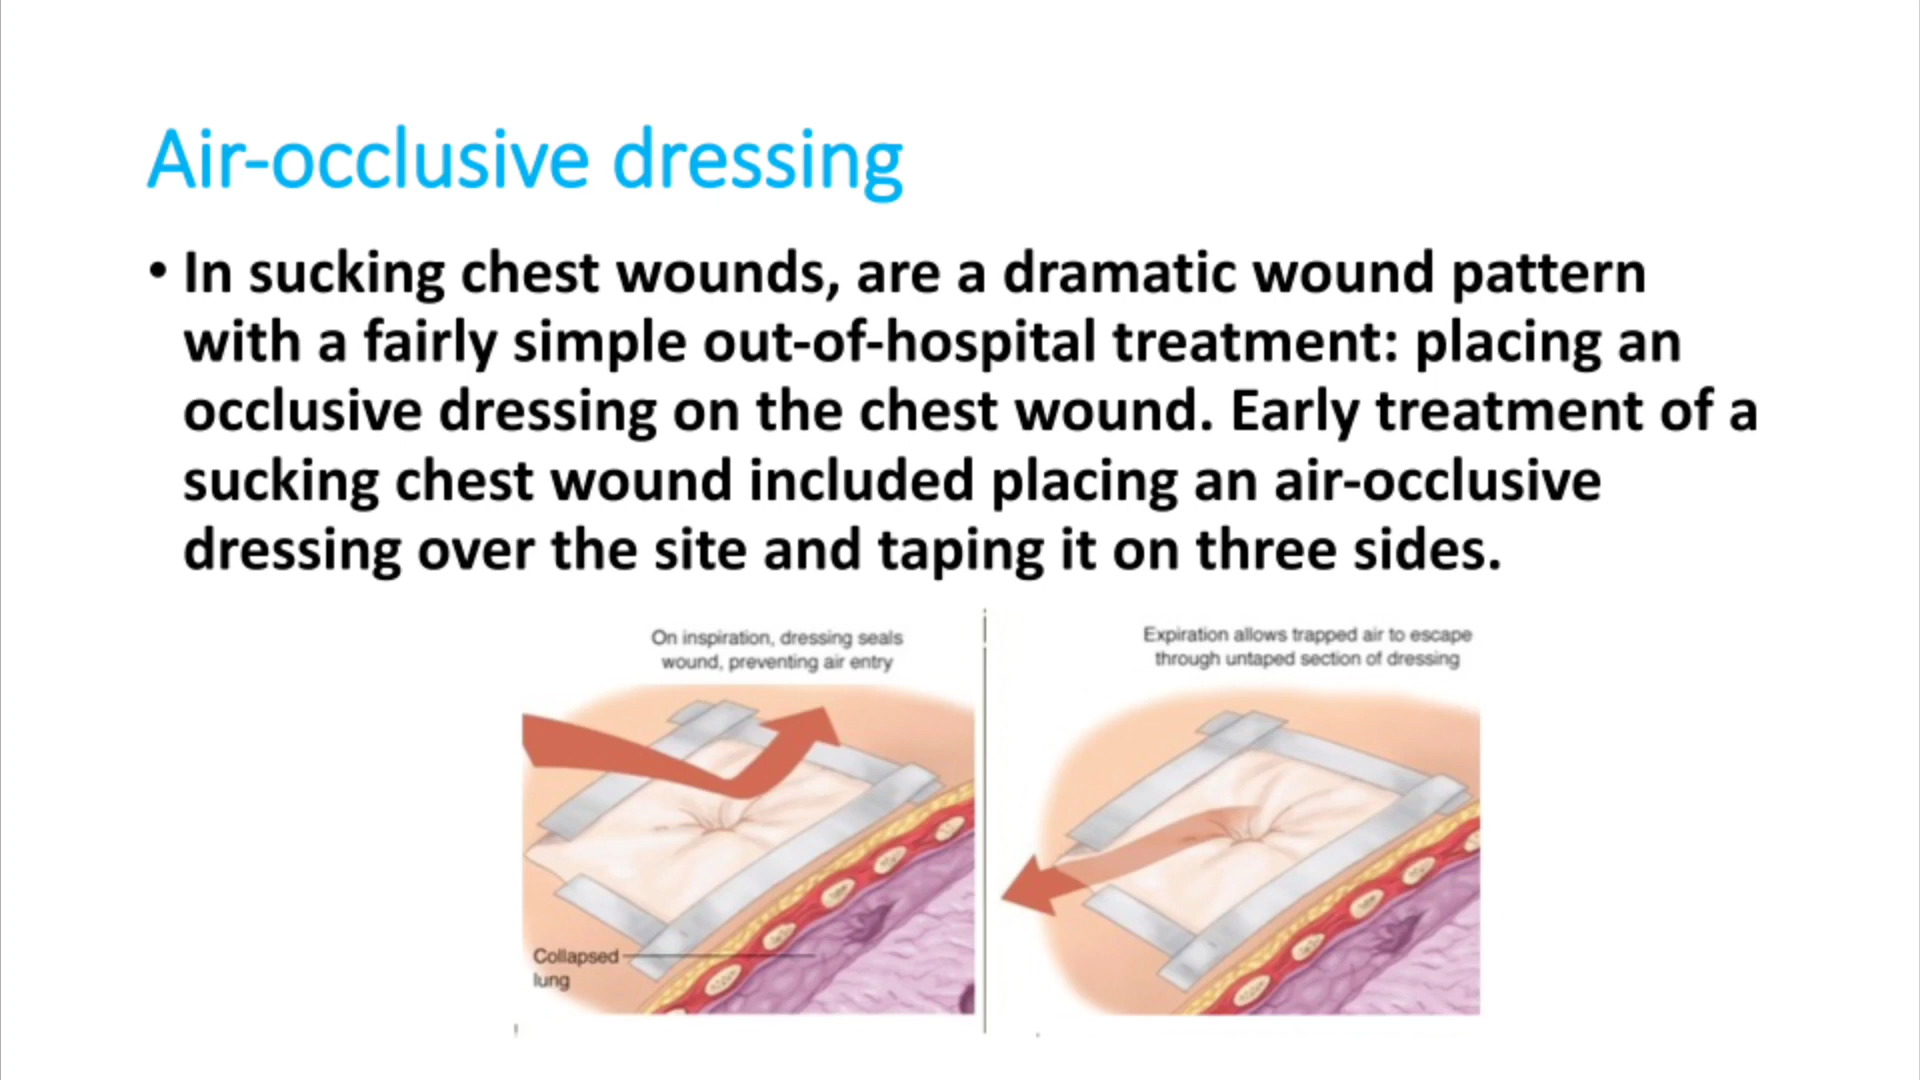 Air-occlusive dressing
• In sucking chest wounds, are a dramatic wound pattern
with a fairly simple out-of-hospital treatment: placing an
occlusive dressing on the chest wound. Early treatment of a
sucking chest wound included placing an air-occlusive
dressing over the site and taping it on three sides.
On inspiration, dressing seals
wound, preventing air entry
Collapsed
lung
Expiration allows trapped air to escape
through untaped section of dressing